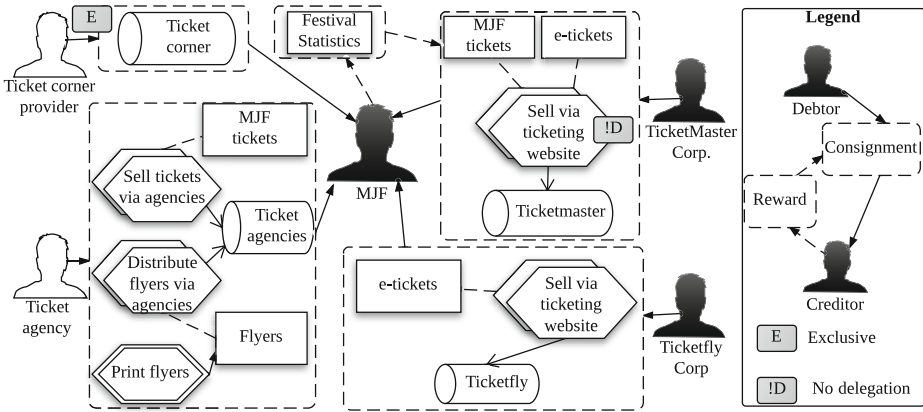 E
Ticket
corner
Ticket corner
provider
Festival
Statistics
MJF
tickets
e-tickets
Sell via
ticketing
website
!D
TicketMaster
Corp.
Ticketmaster
MJF
MJF
tickets
Sell tickets
via agencies
Ticket
agencies
Distribute
flyers via
agencies
Ticket
agency
Flyers
Print flyers
e-tickets
Sell via
ticketing
website
Ticketfly
Ticketfly
Corp
Legend
Debtor
Consignment
Reward
Creditor
E
Exclusive
!D
No delegation